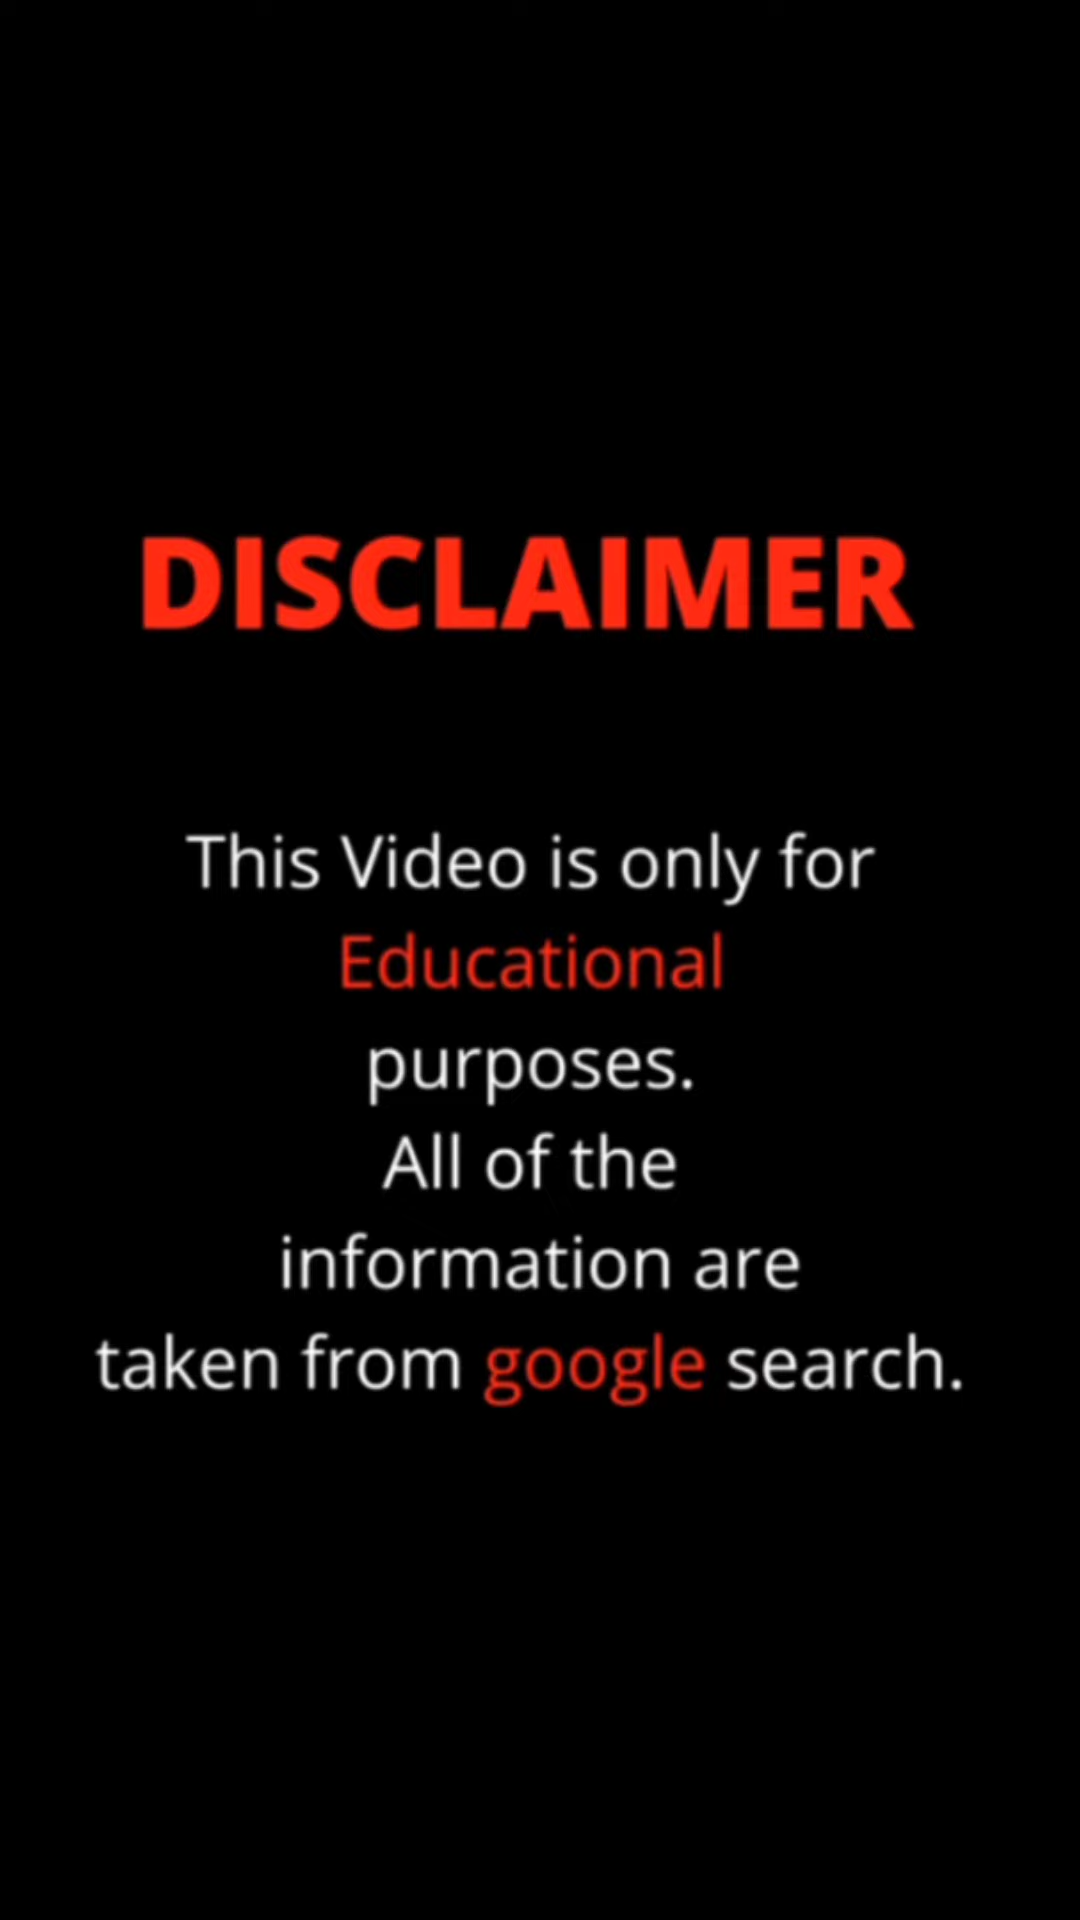 DISCLAIMER
This Video is only for
Educational
purposes.
All of the
information are
taken from google search.